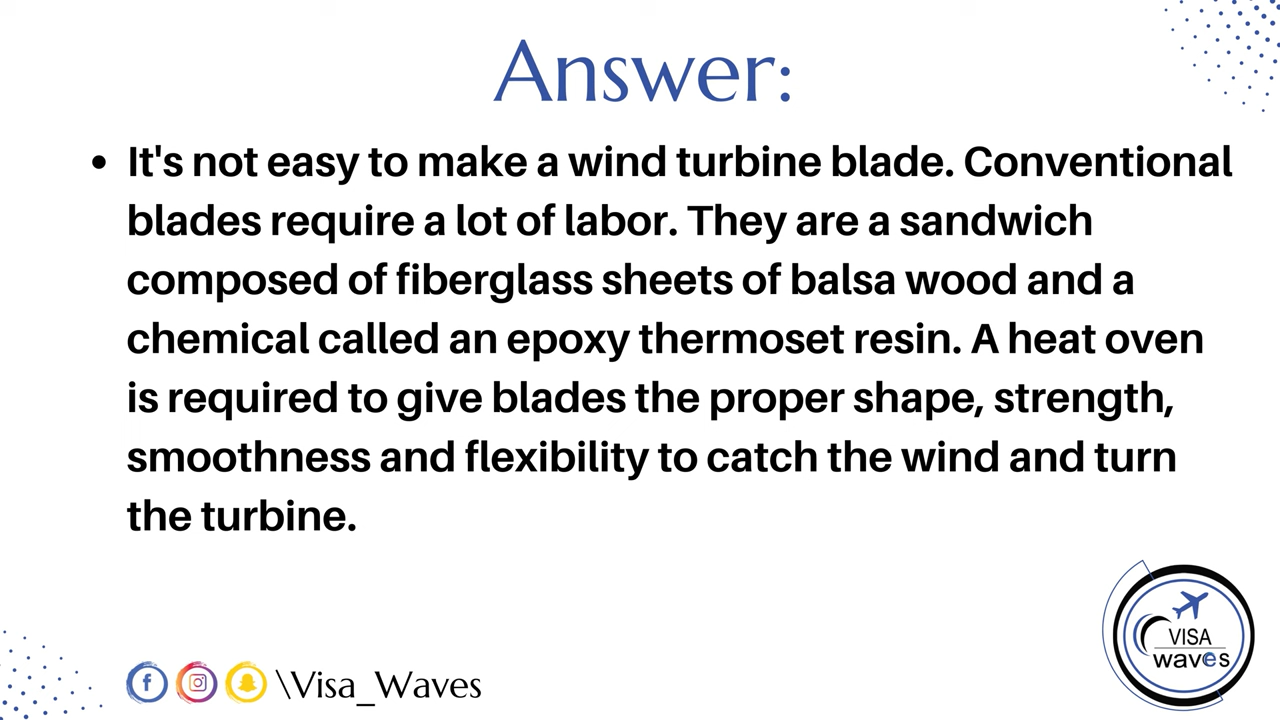 Answer:
• It's not easy to make a wind turbine blade. Conventional
blades require a lot of labor. They are a sandwich
composed of fiberglass sheets of balsa wood and a
chemical called an epoxy thermoset resin. A heat oven
is required to give blades the proper shape, strength,
smoothness and flexibility to catch the wind and turn
the turbine.
VISA
waves
\Visa_Waves